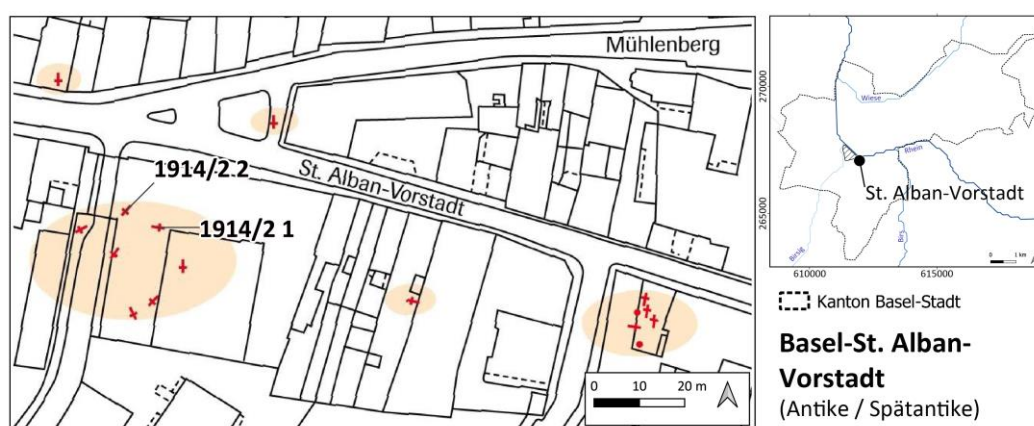 Mühlenberg
1914/2 2
St. Alban-Vorstadt
1914/2 1
0 10 20 m
270000
265000
Wiese
Rhein
St. Alban-Vorstadt
Birs
Birsig
0 1 km
610000 615000
Kanton Basel-Stadt
Basel-St. Alban-
Vorstadt
(Antike / Spätantike)